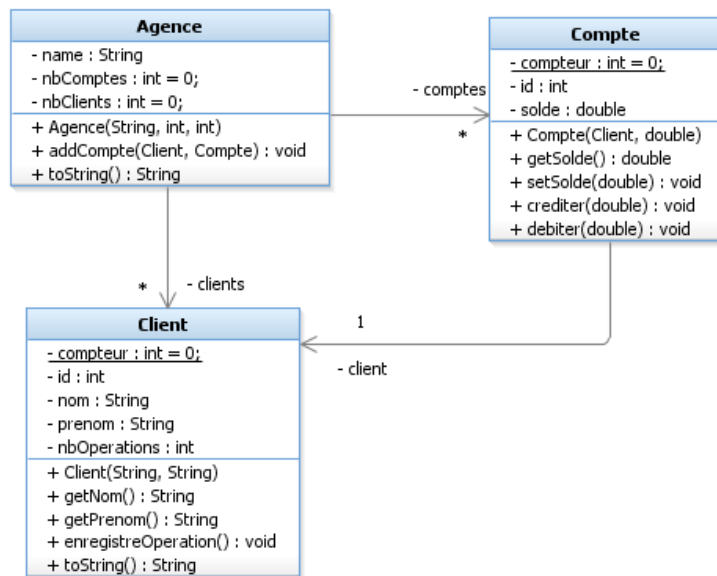 Agence
- name : String
- nbComptes : int = 0;
- nbClients : int = 0;
+ Agence(String, int, int)
+ addCompte(Client, Compte) : void
+ toString() : String
- comptes
*
Compte
- compteur : int = 0;
- id : int
- solde : double
+ Compte(Client, double)
+ getSolde() : double
+ setSolde(double) : void
+ crediter(double) : void
+ debiter(double) : void
* - clients
1
- client
Client
- compteur : int = 0;
- id : int
- nom : String
- prenom : String
- nbOperations : int
+ Client(String, String)
+ getNom() : String
+ getPrenom() : String
+ enregistreOperation() : void
+ toString() : String